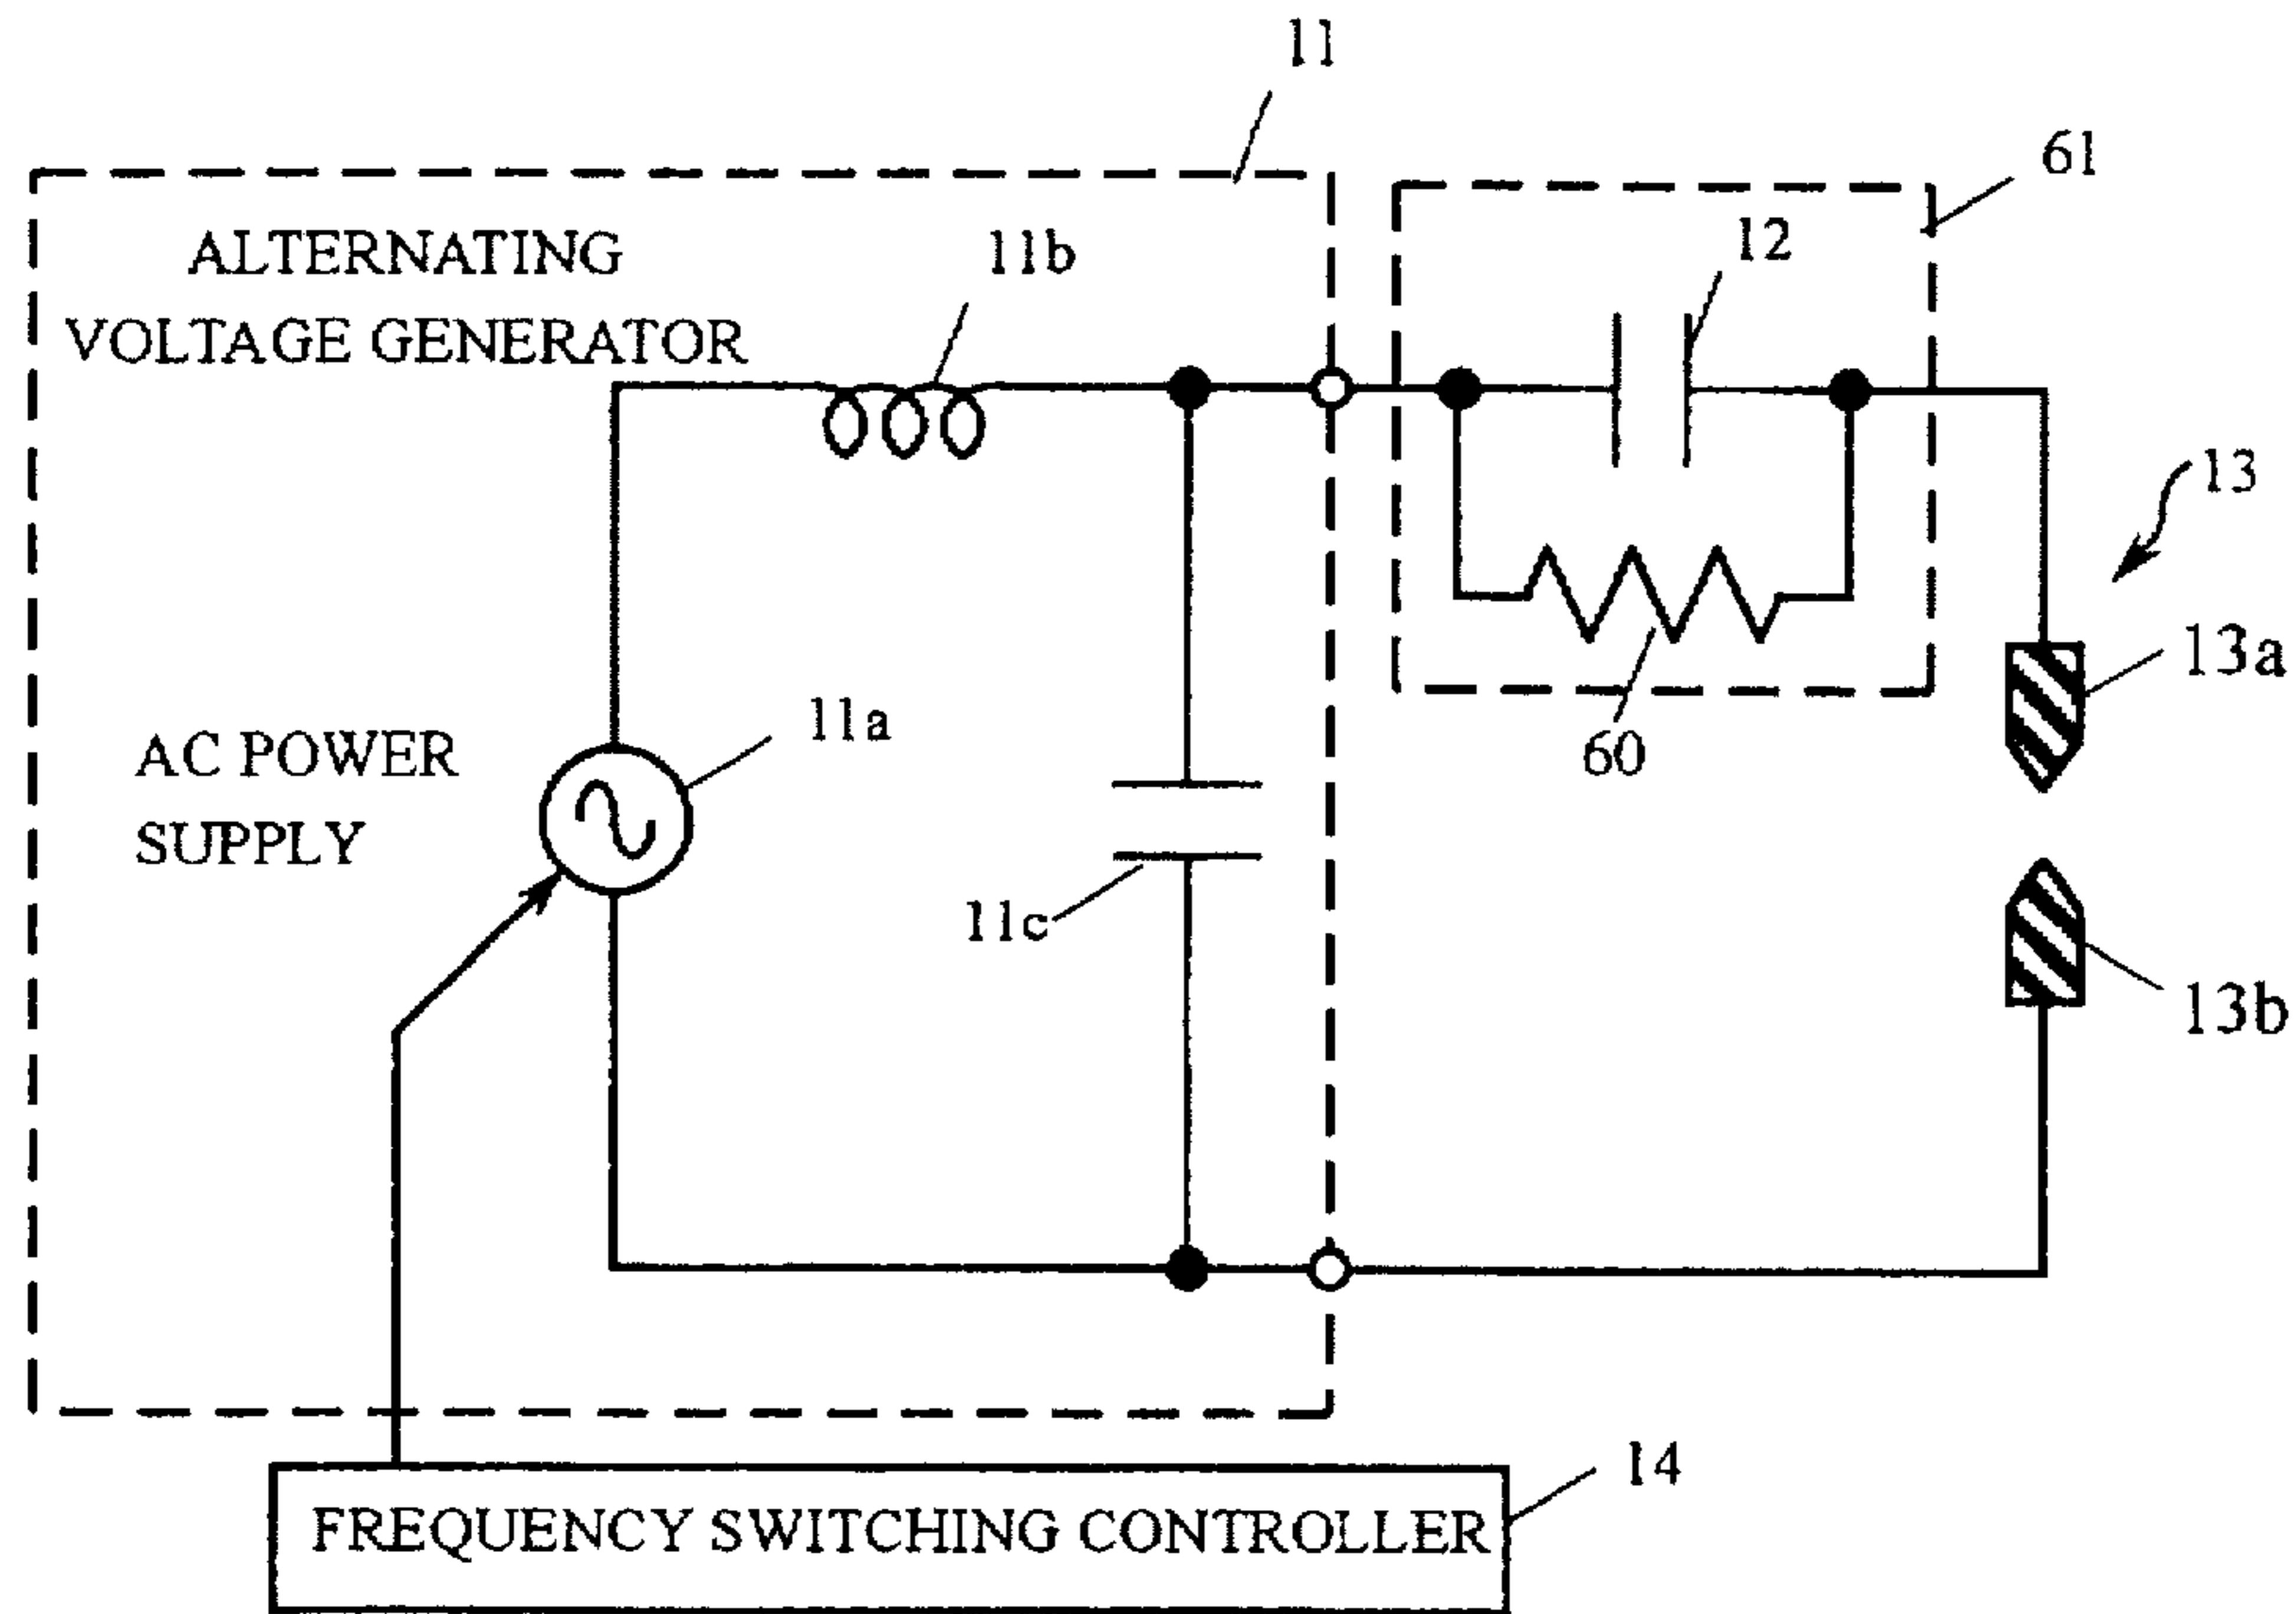 11
61
ALTERNATING
VOLTAGE GENERATOR
11b
12
13
13a
11a
60
AC POWER
SUPPLY
11c
13b
14
FREQUENCY SWITCHING CONTROLLER